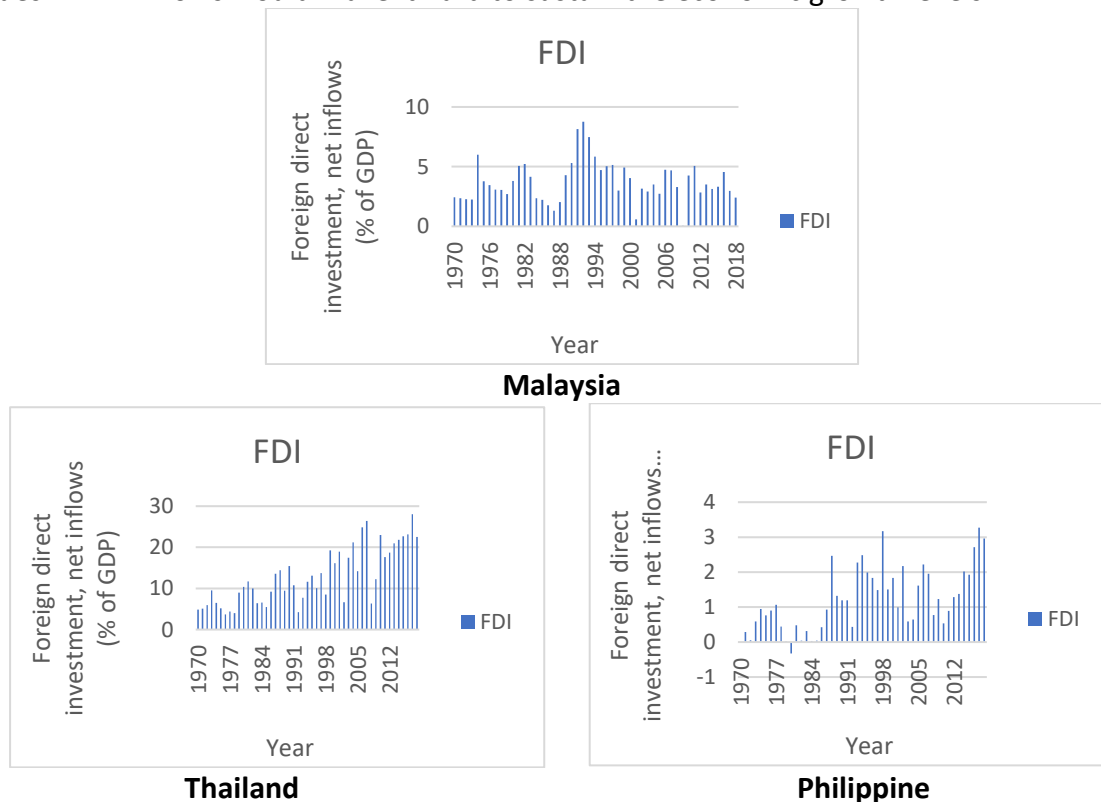 FDI
Foreign direct
investment, net inflows
(% of GDP)
10
5
0
1970
1976
1982
1988
1994
2000
2006
2012
2018
FDI
Year
Malaysia
FDI
Foreign direct
investment, net inflows
(% of GDP)
30
20
10
0
1970
1977
1984
1991
1998
2005
2012
FDI
Year
Thailand
FDI
Foreign direct
investment, net inflows...
4
3
2
1
0
-1
1970
1977
1984
1991
1998
2005
2012
FDI
Year
Philippine